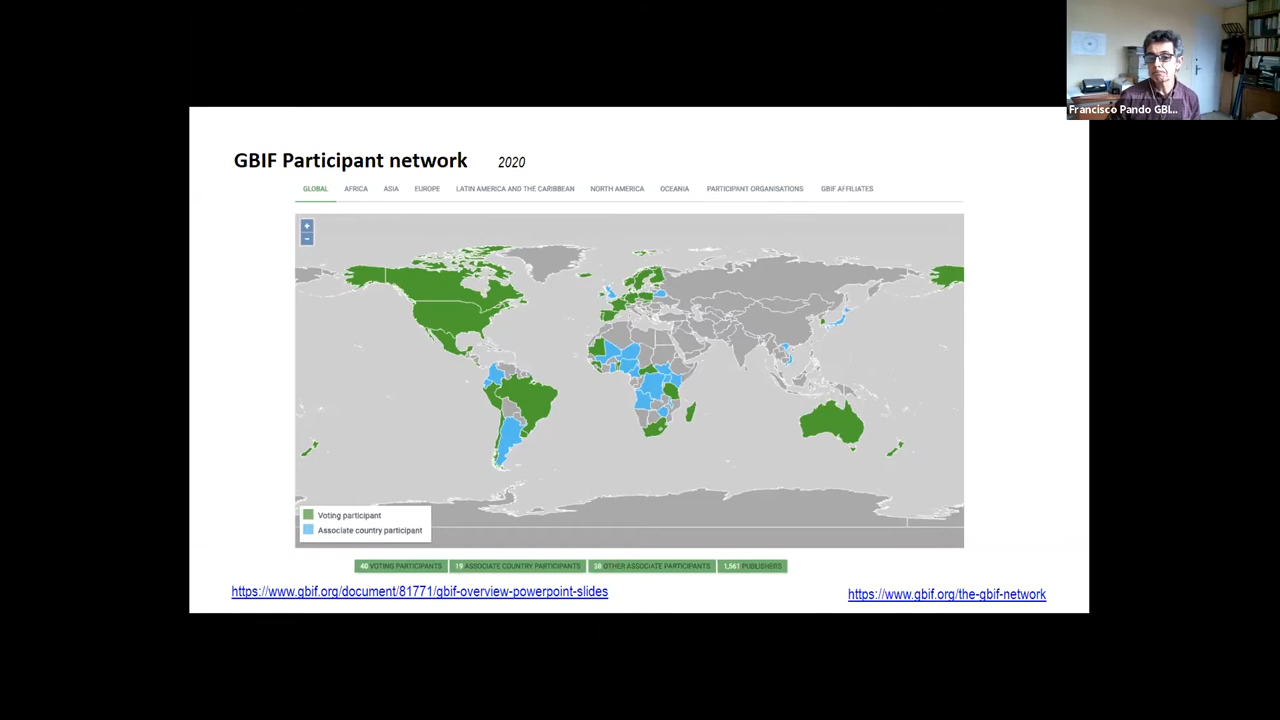 Francisco Pando GBI...
GBIF Participant network 2020
GLOBAL AFRICA ASIA EUROPE LATIN AMERICA AND THE CARIBBEAN NORTH AMERICA OCEANIA PARTICIPANT ORGANISATIONS GBIF AFFILIATES
+
-
Voting participant
Associate country participant
40 VOTING PARTICIPANTS 19 ASSOCIATE COUNTRY PARTICIPANTS 38 OTHER ASSOCIATE PARTICIPANTS 1,561 PUBLISHERS
https://www.gbif.org/document/81771/gbif-overview-powerpoint-slides
https://www.gbif.org/the-gbif-network